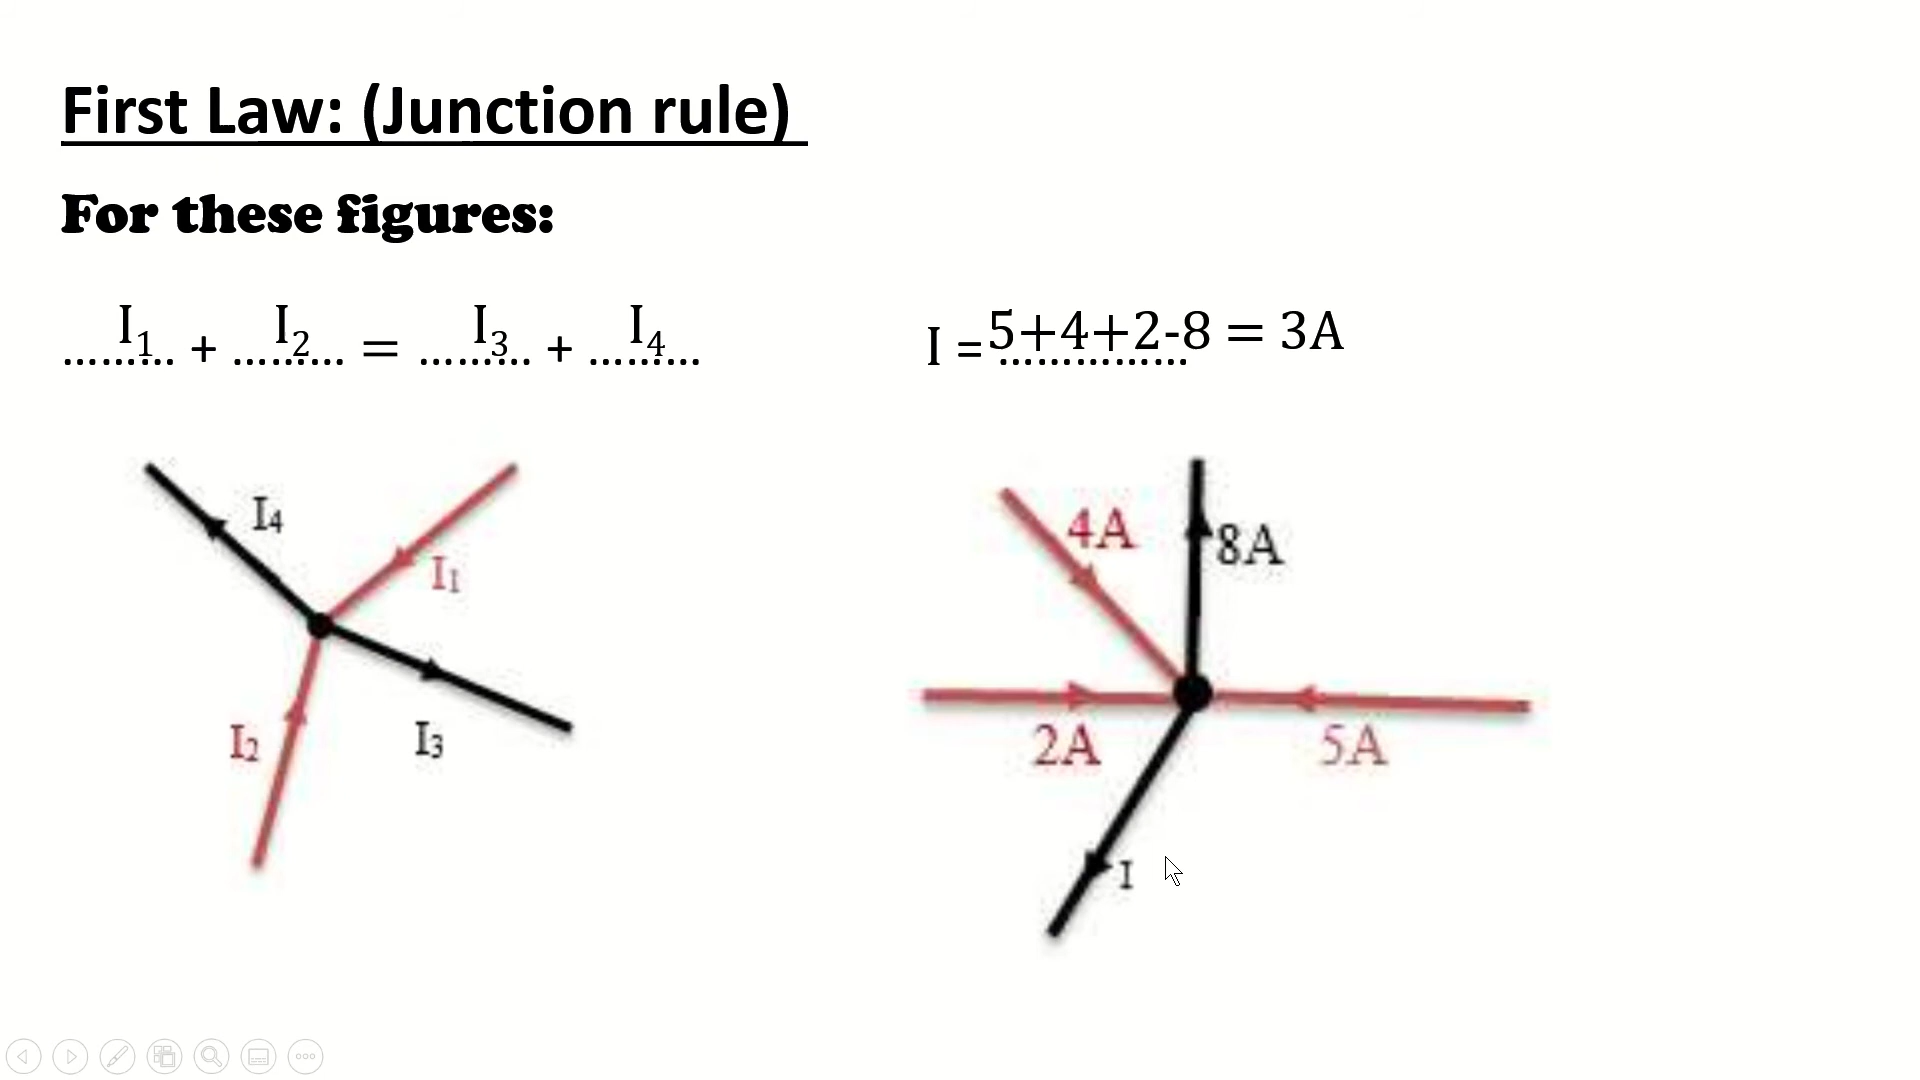 First Law: (Junction rule)
For these figures:
....I₁.... + ....I₂.... = ....I₃.... + ....I₄....
I = 5+4+2-8 = 3A
I₄
I₁
I₂
I₃
4A
8A
2A
5A
I